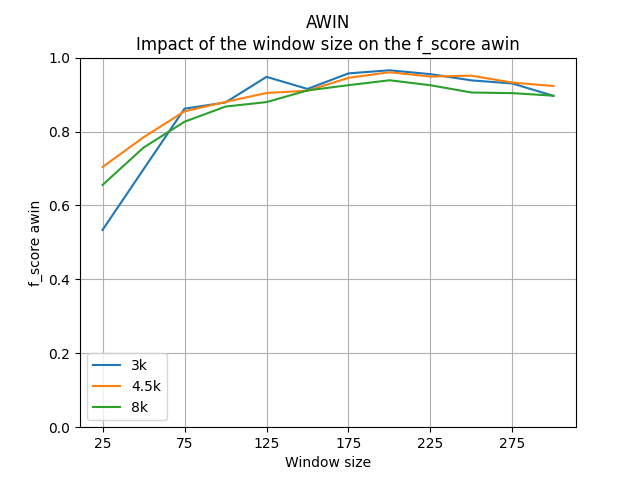 AWIN
Impact of the window size on the f_score awin
1.0
0.8
0.6
0.4
0.2
0.0
f_score awin
3k
4.5k
8k
25 75 125 175 225 275
Window size